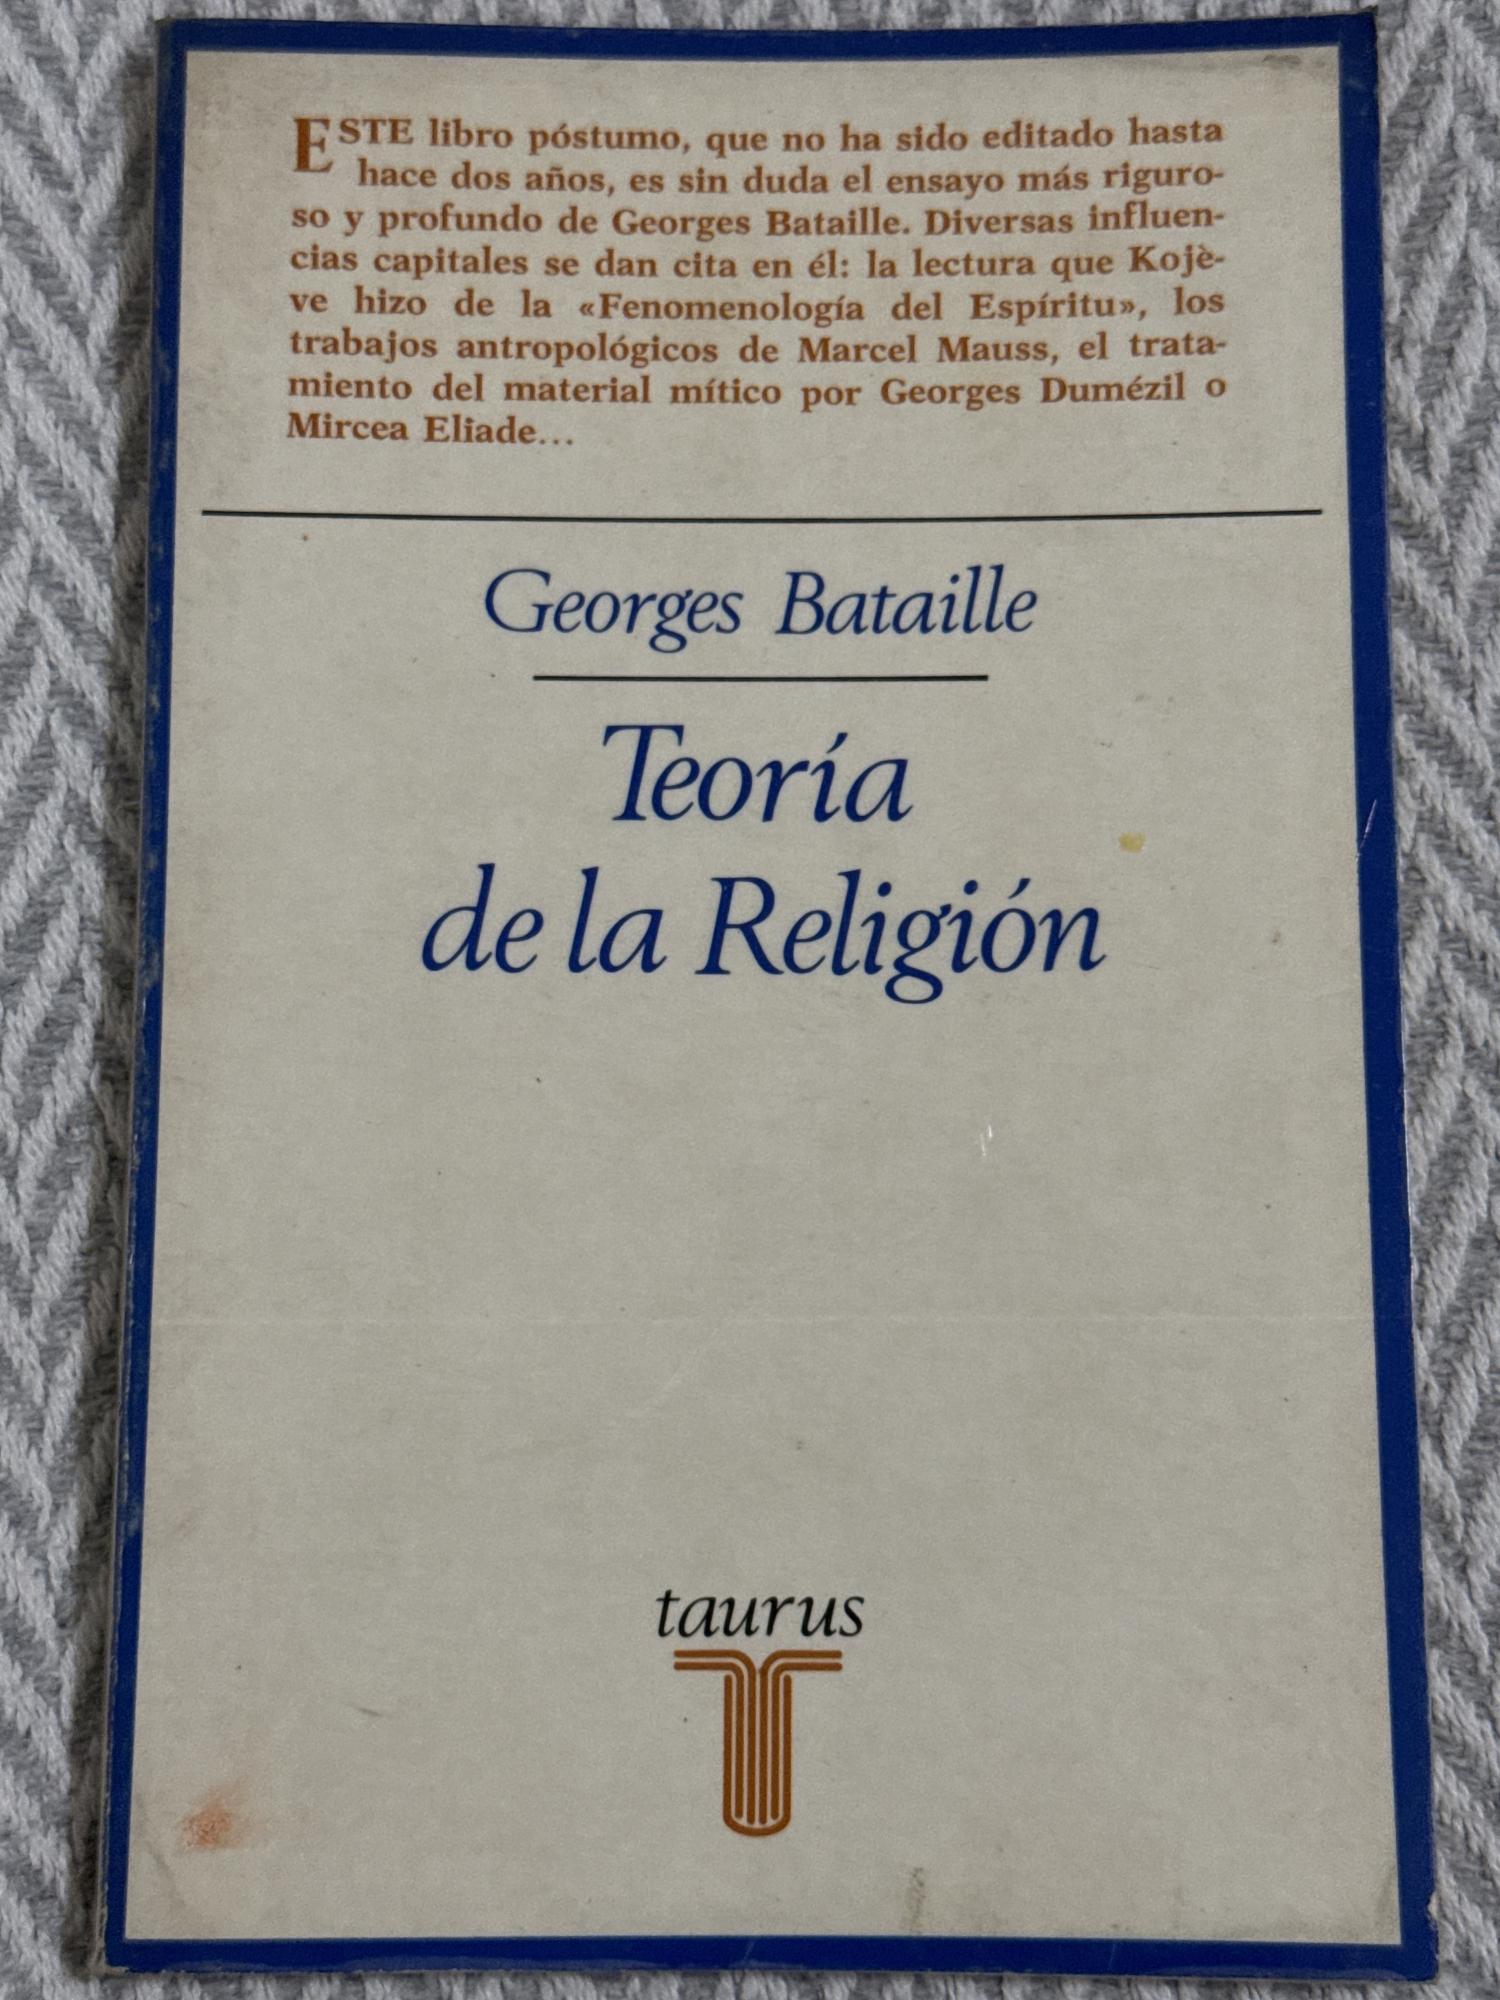 ESTE libro póstumo, que no ha sido editado hasta
hace dos años, es sin duda el ensayo más riguro-
so y profundo de Georges Bataille. Diversas influen-
cias capitales se dan cita en él: la lectura que Kojè-
ve hizo de la «Fenomenología del Espíritu», los
trabajos antropológicos de Marcel Mauss, el trata-
miento del material mítico por Georges Dumézil o
Mircea Eliade...
Georges Bataille
Teoría
de la Religión
taurus